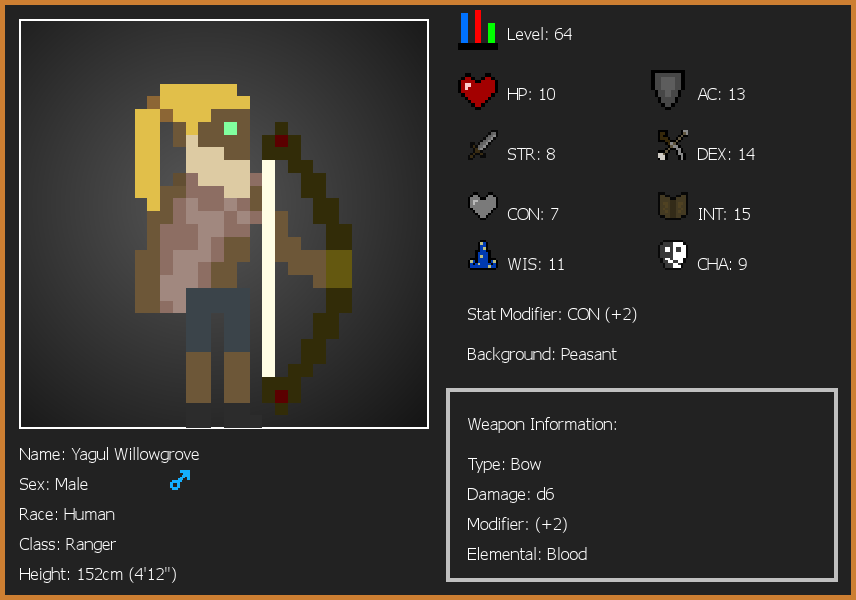 Level: 64
HP: 10
AC: 13
STR: 8
DEX: 14
CON: 7
INT: 15
WIS: 11
CHA: 9
Stat Modifier: CON (+2)
Background: Peasant
Weapon Information:
Type: Bow
Damage: d6
Modifier: (+2)
Elemental: Blood
Name: Yagul Willowgrove
Sex: Male
Race: Human
Class: Ranger
Height: 152cm (4'12")